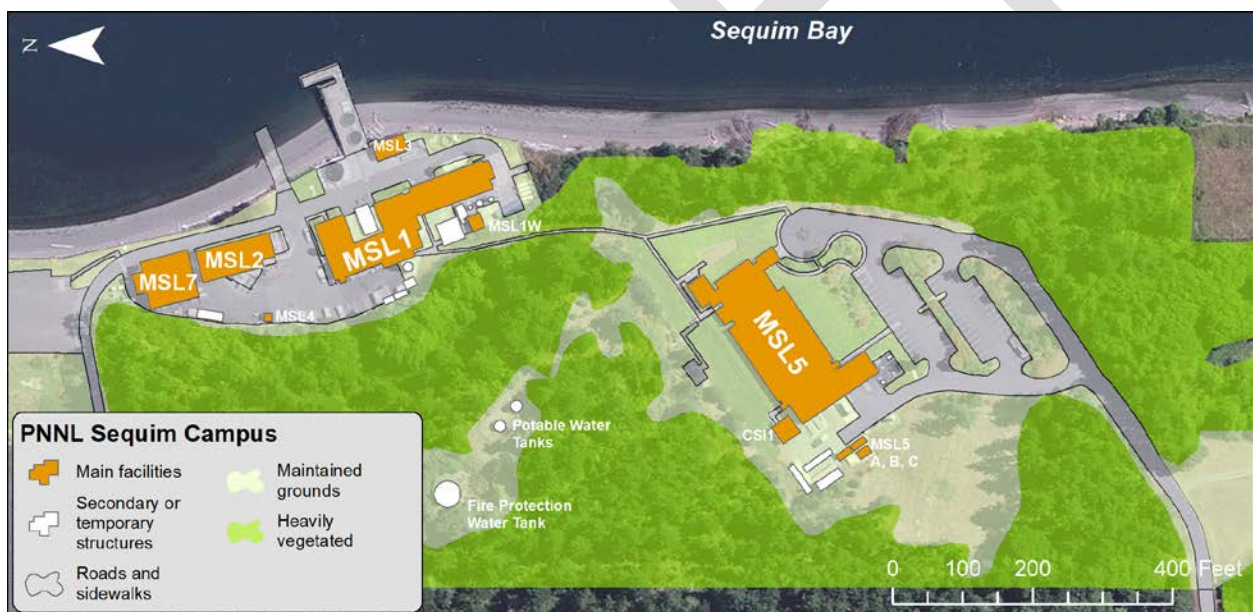 Sequim Bay
N
MSL3
MSL1W
MSL1
MSL2
MSL7
MSL4
MSL5
CSI1
MSL5
A, B, C
Potable Water
Tanks
Fire Protection
Water Tank
PNNL Sequim Campus
Main facilities
Secondary or
temporary
structures
Roads and
sidewalks
Maintained
grounds
Heavily
vegetated
0 100 200 400 Feet